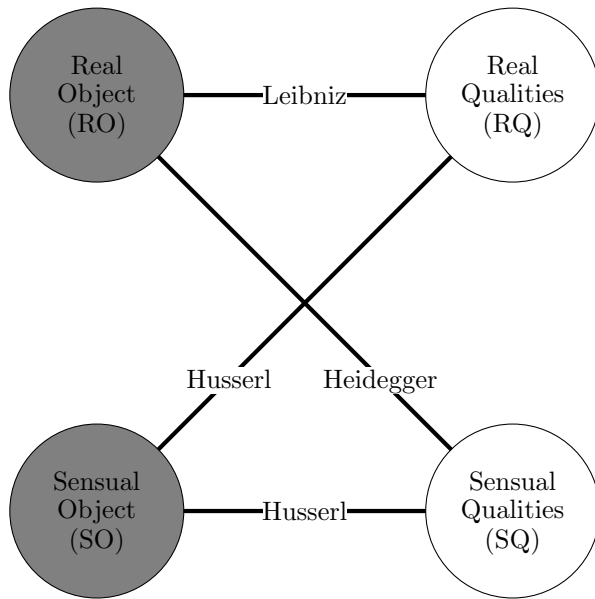 Real
Object
(RO)
Leibniz
Real
Qualities
(RQ)
Husserl
Heidegger
Sensual
Object
(SO)
Husserl
Sensual
Qualities
(SQ)